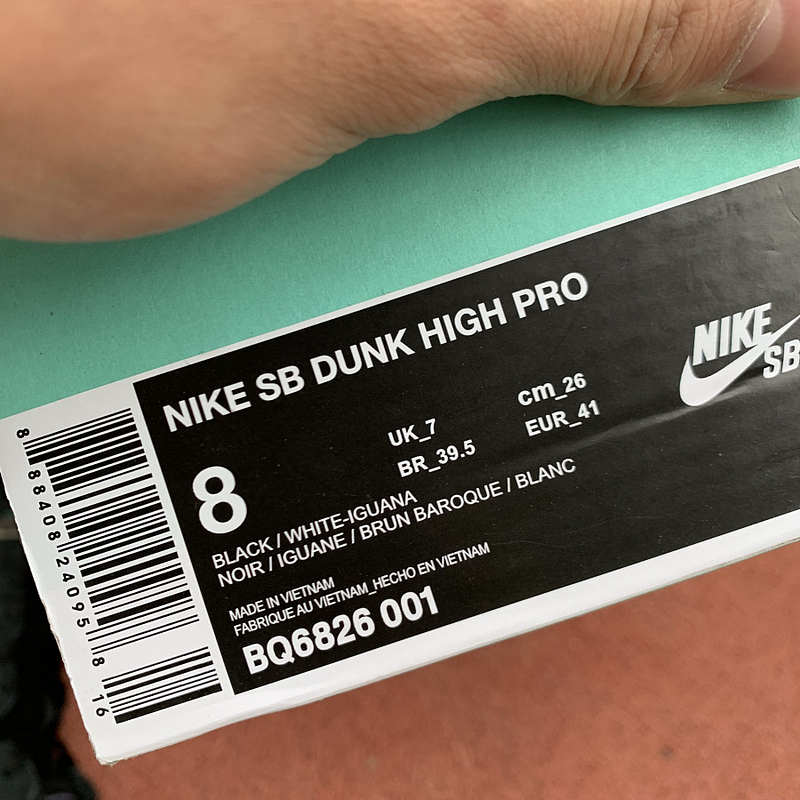 NIKE SB DUNK HIGH PRO
NIKE
SB
8
UK_7
cm_26
BR_39.5
EUR_41
BLACK / WHITE-IGUANA
NOIR / IGUANE / BRUN BAROQUE / BLANC
MADE IN VIETNAM
FABRIQUE AU VIETNAM_HECHO EN VIETNAM
BQ6826 001
8 88408 24095 8 16